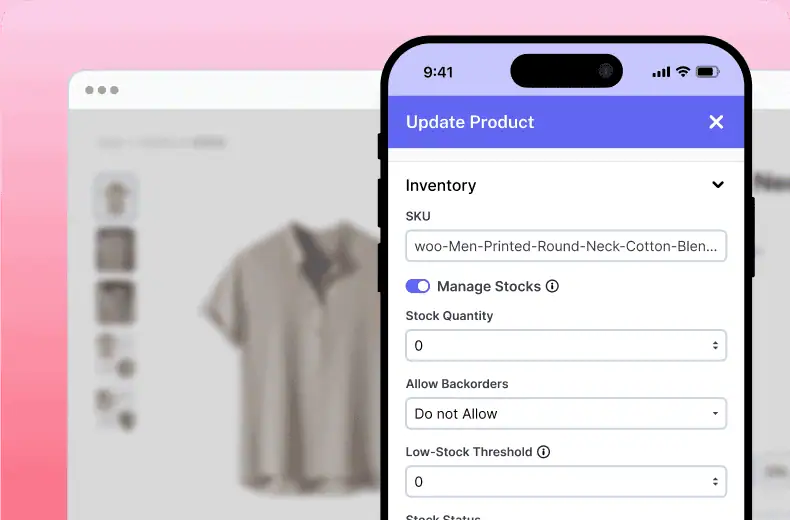 9:41
Update Product
Inventory
SKU
woo-Men-Printed-Round-Neck-Cotton-Blen...
Manage Stocks
Stock Quantity
0
Allow Backorders
Do not Allow
Low-Stock Threshold
0
Stock Status